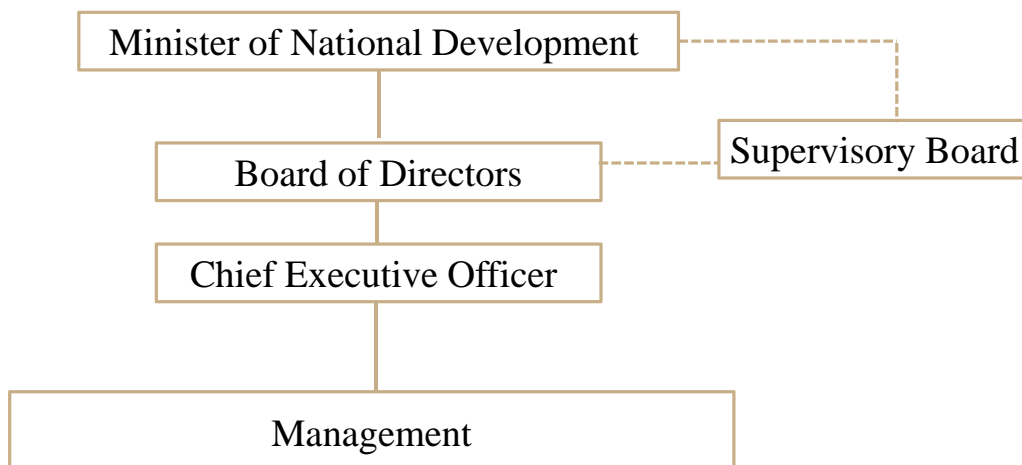 Minister of National Development
Supervisory Board
Board of Directors
Chief Executive Officer
Management